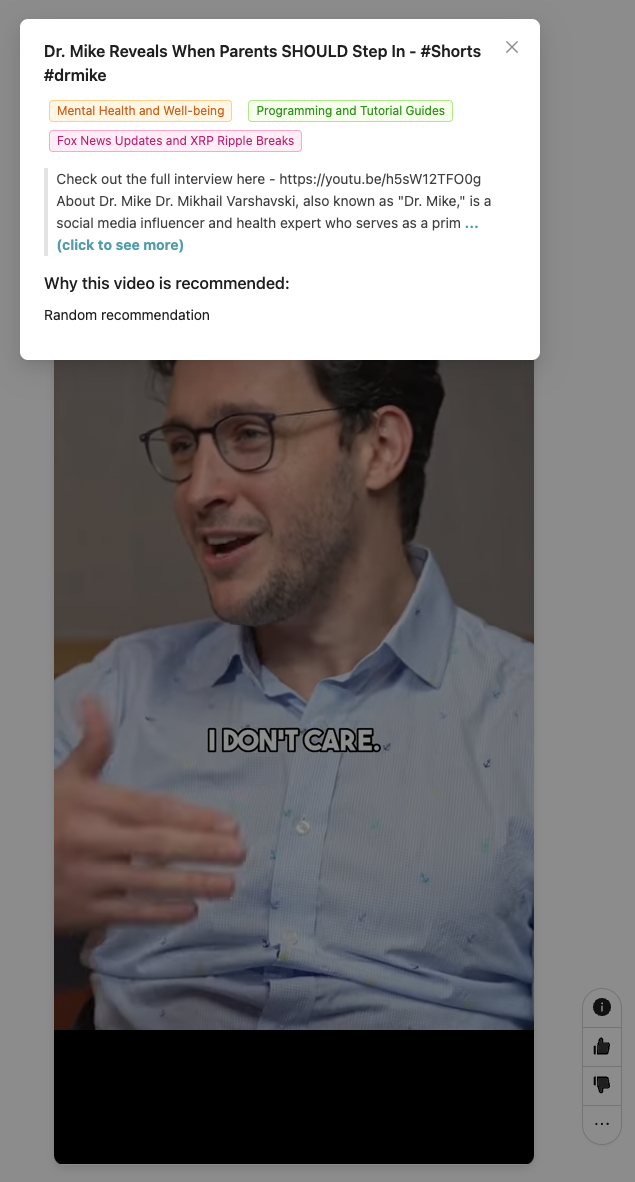 Dr. Mike Reveals When Parents SHOULD Step In - #Shorts
#drmike
Mental Health and Well-being
Programming and Tutorial Guides
Fox News Updates and XRP Ripple Breaks
Check out the full interview here - https://youtu.be/h5sW12TFO0g
About Dr. Mike Dr. Mikhail Varshavski, also known as "Dr. Mike," is a
social media influencer and health expert who serves as a prim ...
(click to see more)
Why this video is recommended:
Random recommendation
I DON'T CARE.